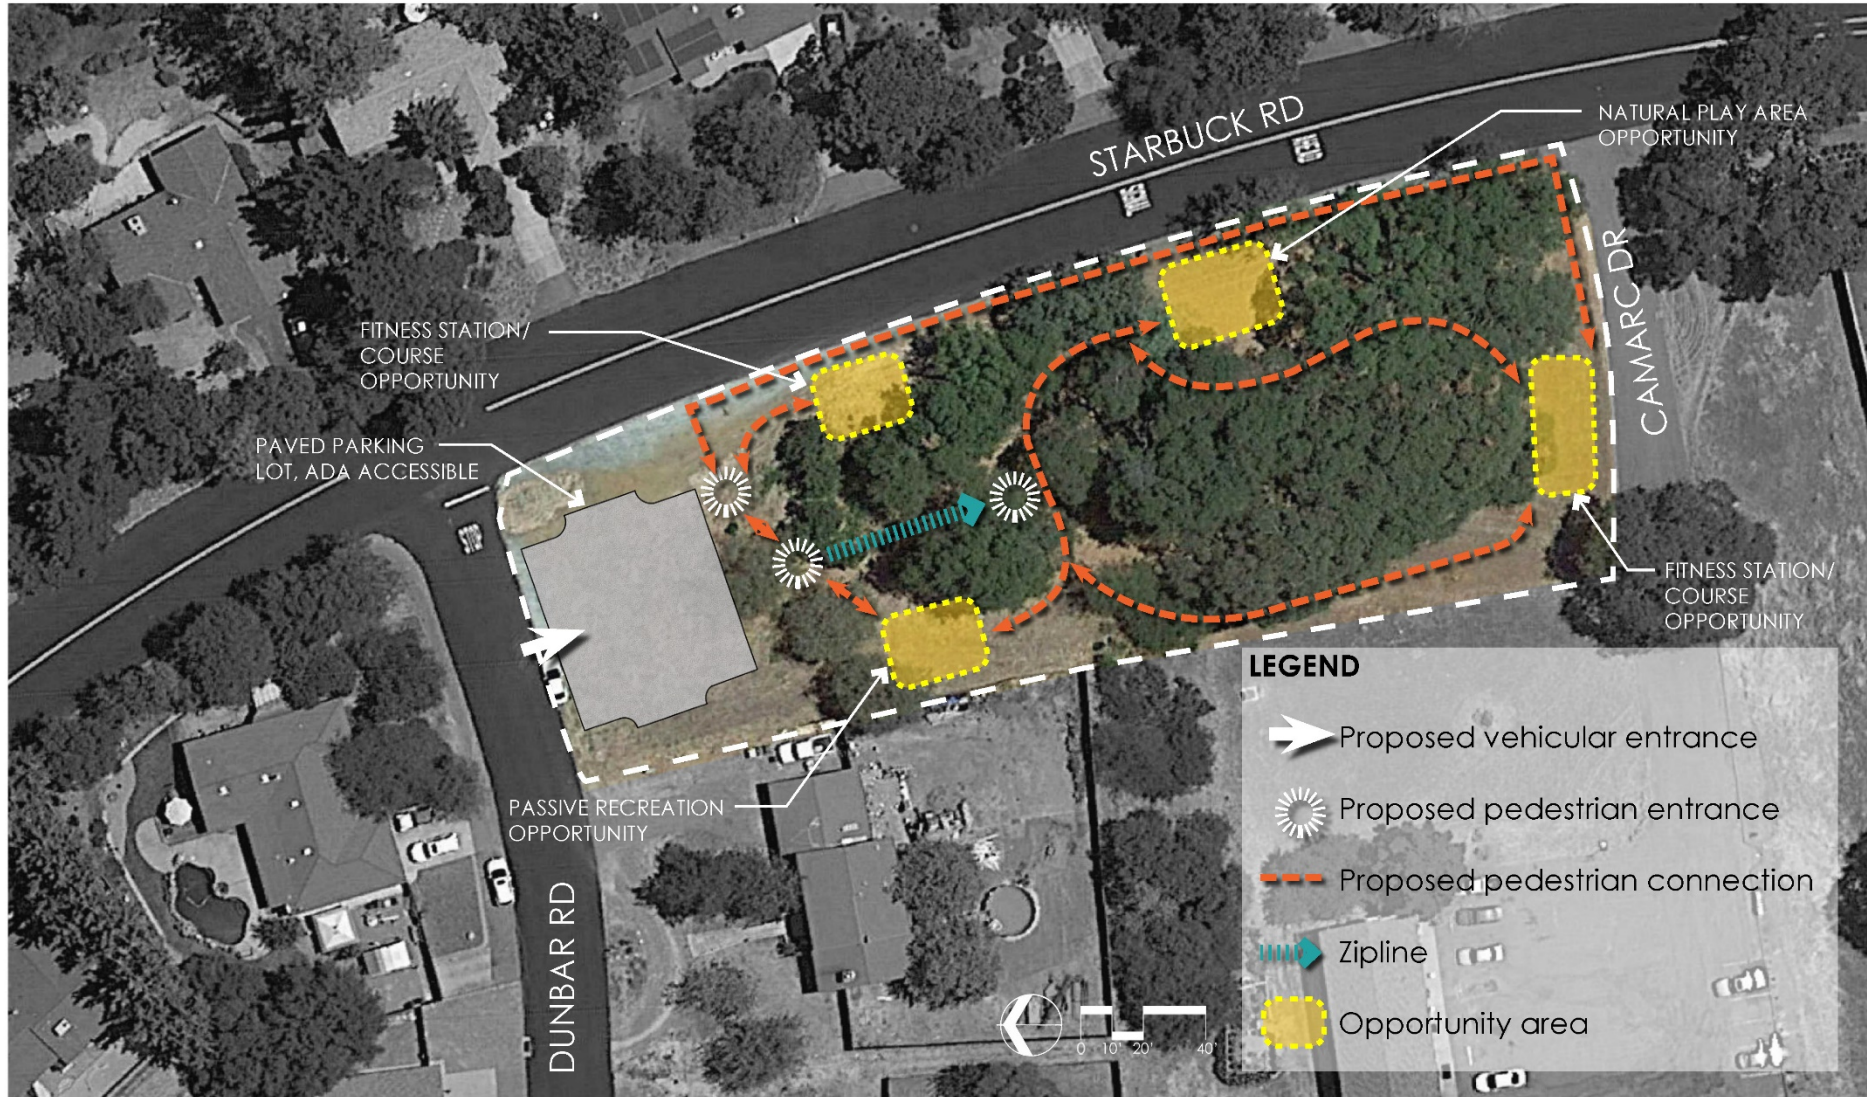 STARBUCK RD
NATURAL PLAY AREA
OPPORTUNITY
CAMARC DR
FITNESS STATION/
COURSE
OPPORTUNITY
PAVED PARKING
LOT, ADA ACCESSIBLE
FITNESS STATION/
COURSE
OPPORTUNITY
PASSIVE RECREATION
OPPORTUNITY
DUNBAR RD
LEGEND
Proposed vehicular entrance
Proposed pedestrian entrance
Proposed pedestrian connection
Zipline
Opportunity area
0 10' 20' 40'